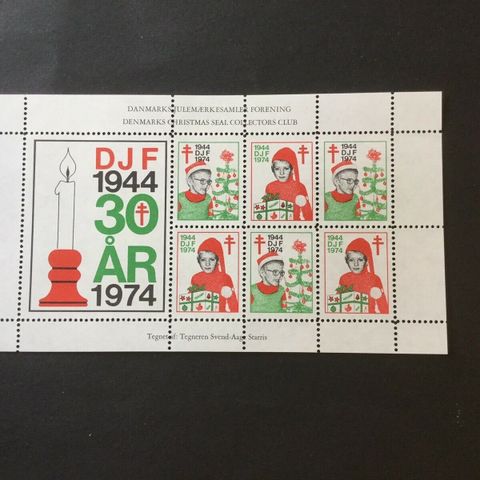 DANMARKS JULEMÆRKESAMLER FORENING
DENMARKS CHRISTMAS SEAL COLLECTORS CLUB
DJF
1944
30
ÅR
1974
1944
DJF
1974
1944
DJF
1974
1944
DJF
1974
1944
DJF
1974
1944
DJF
1974
1944
DJF
1974
Tegnet af: Tegneren Svend-Aage Starris